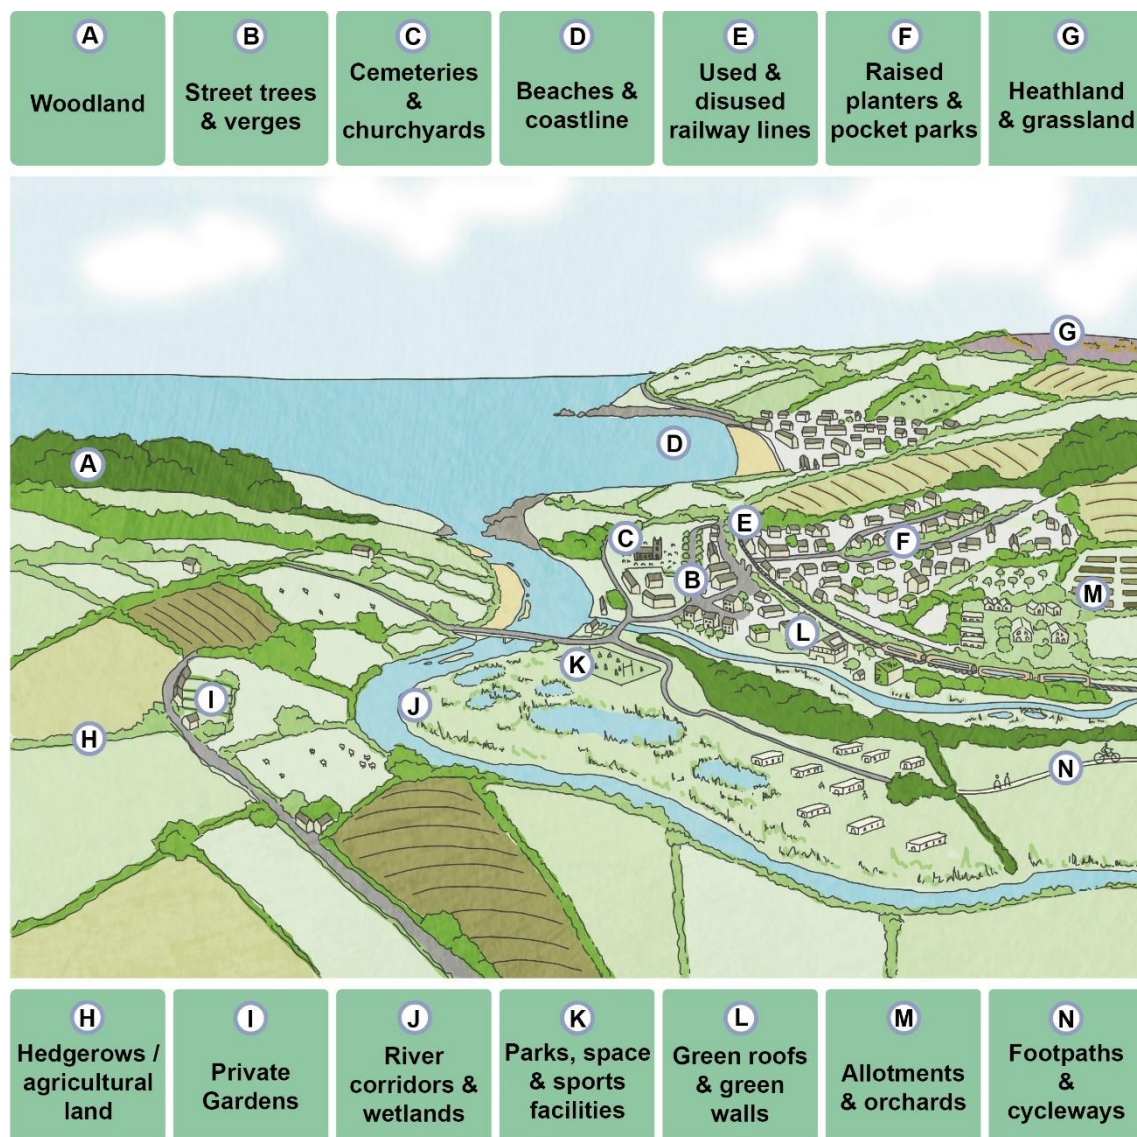 A
Woodland
B
Street trees
& verges
C
Cemeteries
&
churchyards
D
Beaches &
coastline
E
Used &
disused
railway lines
F
Raised
planters &
pocket parks
G
Heathland
& grassland
G
A
D
E
C
F
B
M
L
K
I
J
H
N
H
Hedgerows /
agricultural
land
I
Private
Gardens
J
River
corridors &
wetlands
K
Parks, space
& sports
facilities
L
Green roofs
& green
walls
M
Allotments
& orchards
N
Footpaths
&
cycleways